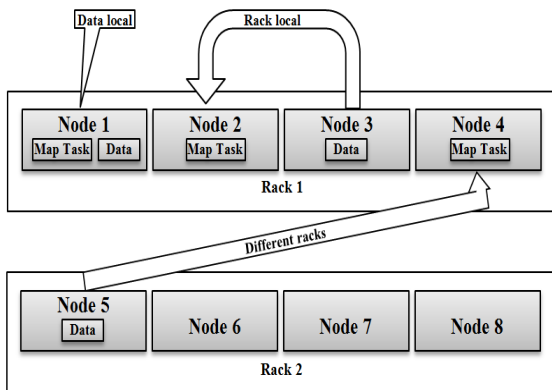 Data local
Rack local
Node 1
Map Task
Data
Node 2
Map Task
Node 3
Data
Node 4
Map Task
Rack 1
Different racks
Node 5
Data
Node 6
Node 7
Node 8
Rack 2